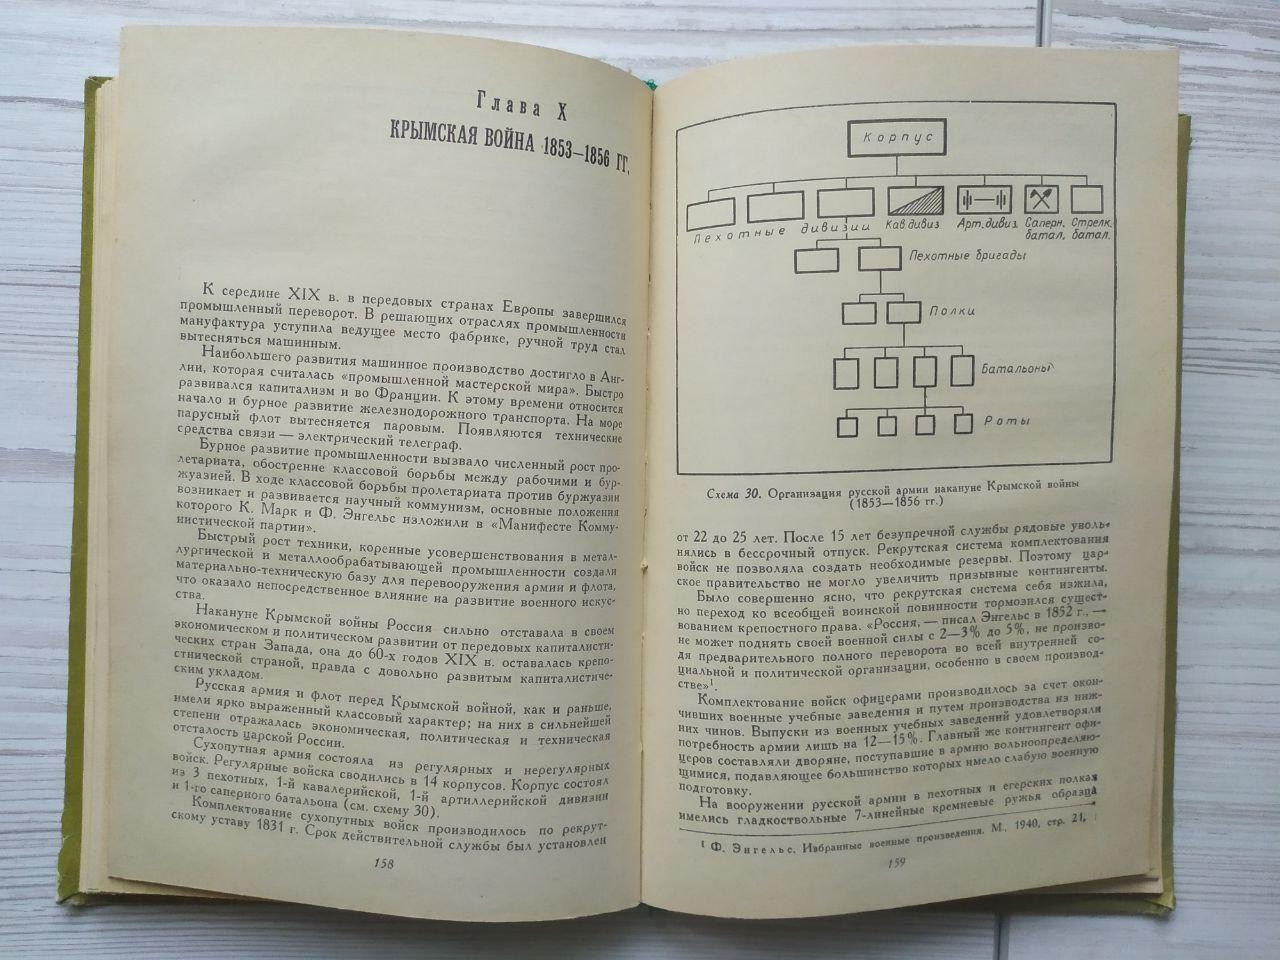 Глава X
КРЫМСКАЯ ВОЙНА 1853—1856 ГГ.
К середине XIX в. в передовых странах Европы завершился
промышленный переворот. В решающих отраслях промышленности
мануфактура уступила ведущее место фабрике, ручной труд стал
вытесняться машинным.
Наибольшего развития машинное производство достигло в Анг-
лии, которая считалась «промышленной мастерской мира». Быстро
развивался капитализм и во Франции. К этому времени относится
начало и бурное развитие железнодорожного транспорта. На море
парусный флот вытесняется паровым. Появляются технические
средства связи — электрический телеграф.
Бурное развитие промышленности вызвало численный рост про-
летариата, обострение классовой борьбы между рабочими и бур-
жуазией. В ходе классовой борьбы пролетариата против буржуазии
возникает и развивается научный коммунизм, основные положения
которого К. Марк и Ф. Энгельс изложили в «Манифесте Комму-
нистической партии».
Быстрый рост техники, коренные усовершенствования в метал-
лургической и металлообрабатывающей промышленности создали
материально-техническую базу для перевооружения армии и флота,
что оказало непосредственное влияние на развитие военного искус-
ства.
Накануне Крымской войны Россия сильно отставала в своем
экономическом и политическом развитии от передовых капиталисти-
ческих стран Запада, она до 60-х годов XIX в. оставалась крепо-
стнической страной, правда с довольно развитым капиталистиче-
ским укладом.
Русская армия и флот перед Крымской войной, как и раньше,
имели ярко выраженный классовый характер; на них в сильнейшей
степени отражалась экономическая, политическая и техническая
отсталость царской России.
Сухопутная армия состояла из регулярных и нерегулярных
войск. Регулярные войска сводились в 14 корпусов. Корпус состоял
из 3 пехотных, 1-й кавалерийской, 1-й артиллерийской дивизии
и 1-го саперного батальона (см. схему 30).
Комплектование сухопутных войск производилось по рекрут-
скому уставу 1831 г. Срок действительной службы был установлен
158
Корпус
Пехотные дивизии Кав.дивиз. Арт.дивиз. Саперн. Стрелк.
батал. батал.
Пехотные бригады
Полки
Батальоны
Роты
Схема 30. Организация русской армии накануне Крымской войны
(1853—1856 гг.)
от 22 до 25 лет. После 15 лет безупречной службы рядовые уволь-
нялись в бессрочный отпуск. Рекрутская система комплектования
войск не позволяла создать необходимые резервы. Поэтому цар-
ское правительство не могло увеличить призывные контингенты.
Было совершенно ясно, что рекрутская система себя изжила,
но переход ко всеобщей воинской повинности тормозился сущест-
вованием крепостного права. «Россия, — писал Энгельс в 1852 г., —
не может поднять своей военной силы с 2—3% до 5%, не произво-
дя предварительного полного переворота во всей внутренней со-
циальной и политической организации, особенно в своем производ-
стве»¹.
Комплектование войск офицерами производилось за счет окон-
чивших военные учебные заведения и путем производства из ниж-
них чинов. Выпуски из военных учебных заведений удовлетворяли
потребность армии лишь на 12—15%. Главный же контингент офи-
церов составляли дворяне, поступавшие в армию вольноопределяю-
щимися, подавляющее большинство которых имело слабую военную
подготовку.
На вооружении русской армии в пехотных и егерских полках
имелись гладкоствольные 7-линейные кремневые ружья образца
¹ Ф. Энгельс. Избранные военные произведения. М., 1940, стр. 21.
159